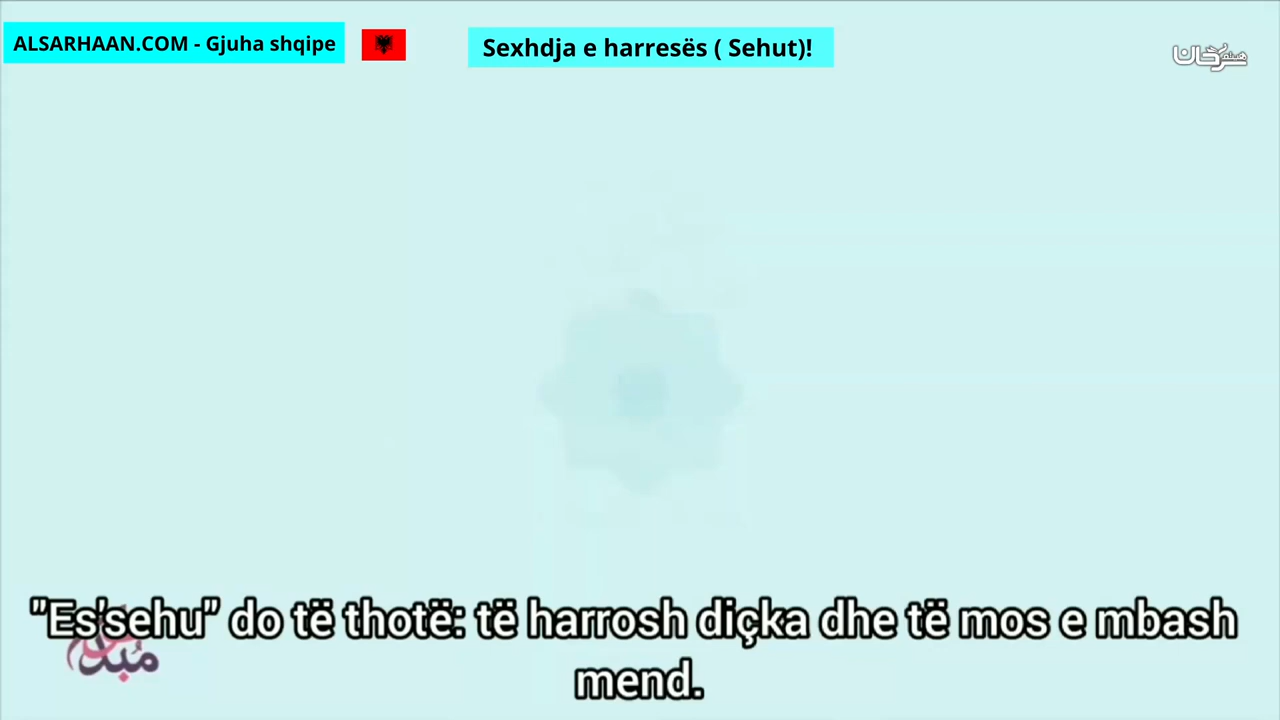 ALSARHAAN.COM - Gjuha shqipe
Sexhdja e harresës ( Sehut)!
"Es'sehu" do të thotë: të harrosh diçka dhe të mos e mbash
mend.